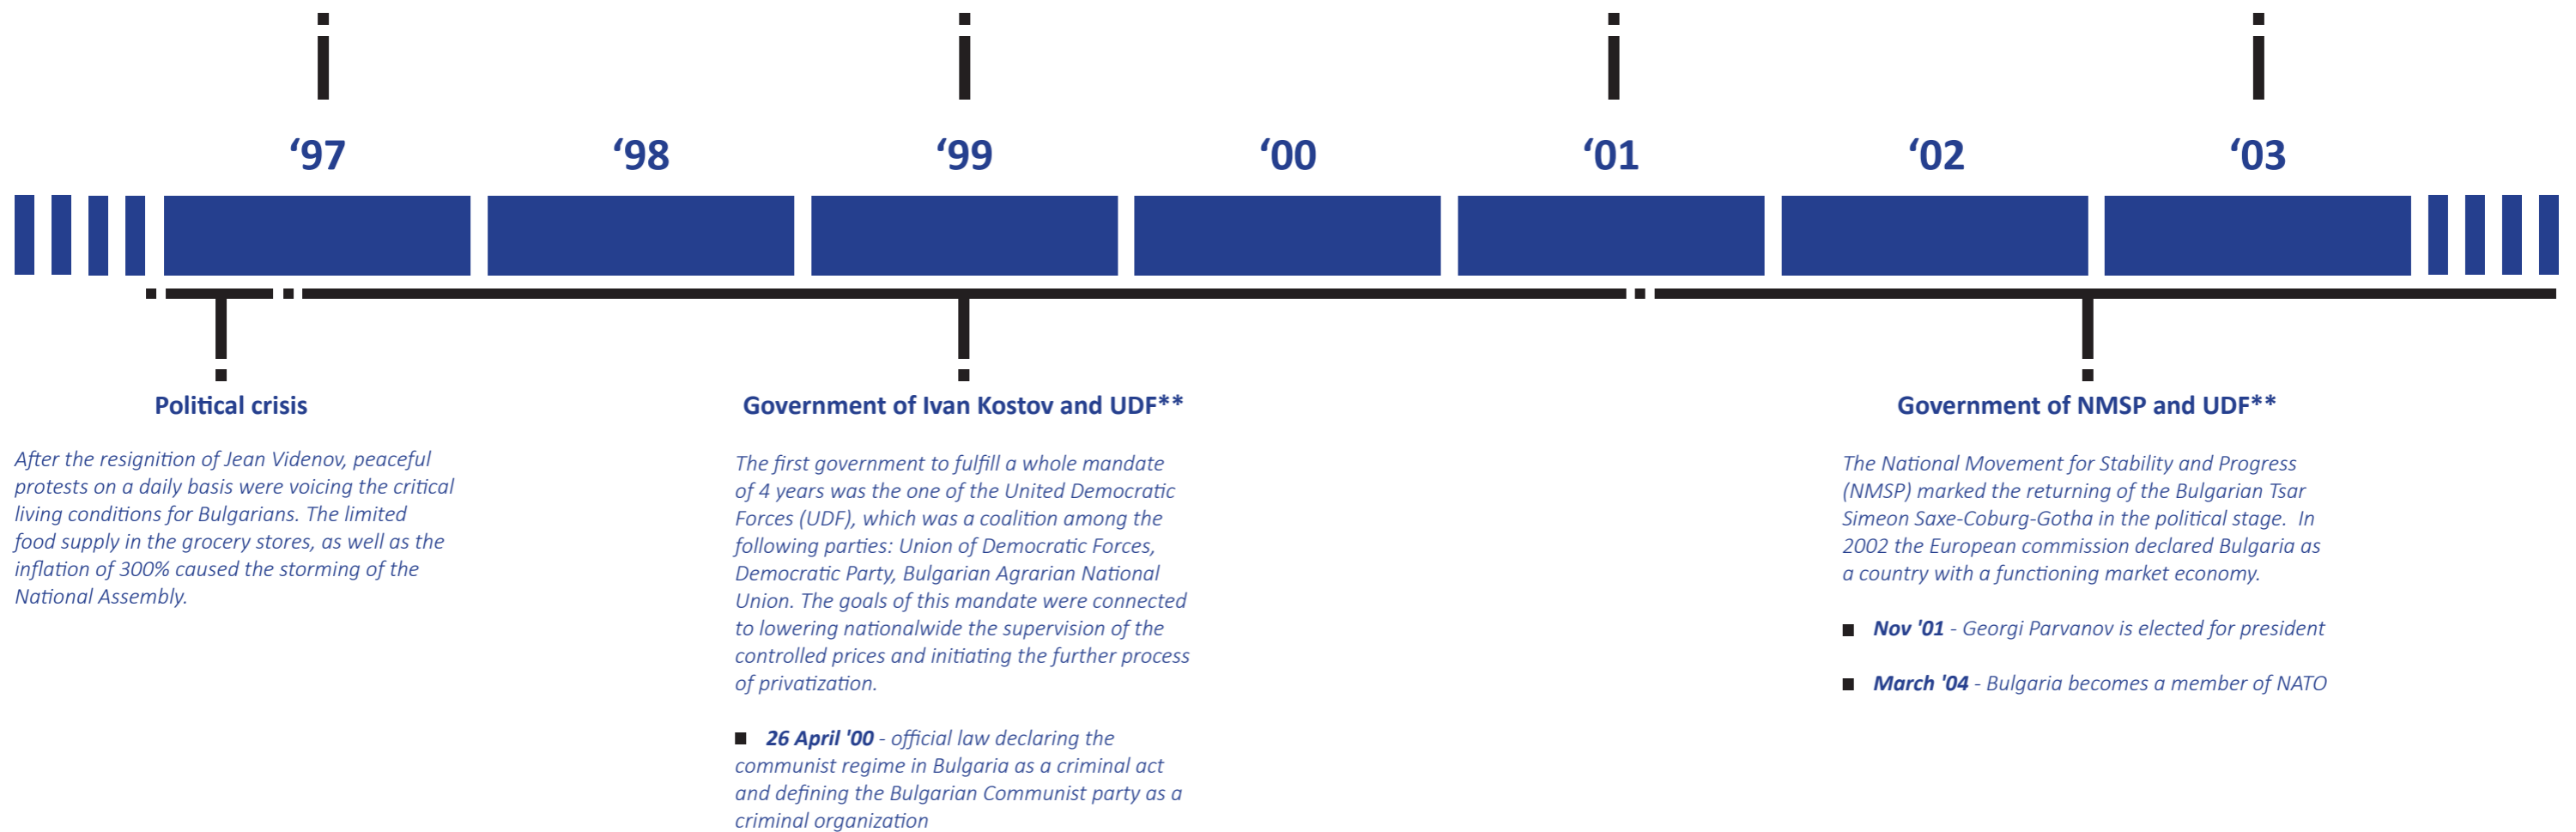 ‘97
‘98
‘99
‘00
‘01
‘02
‘03
Political crisis
After the resignition of Jean Videnov, peaceful
protests on a daily basis were voicing the critical
living conditions for Bulgarians. The limited
food supply in the grocery stores, as well as the
inflation of 300% caused the storming of the
National Assembly.
Government of Ivan Kostov and UDF**
The first government to fulfill a whole mandate
of 4 years was the one of the United Democratic
Forces (UDF), which was a coalition among the
following parties: Union of Democratic Forces,
Democratic Party, Bulgarian Agrarian National
Union. The goals of this mandate were connected
to lowering nationalwide the supervision of the
controlled prices and initiating the further process
of privatization.
■ 26 April '00 - official law declaring the
communist regime in Bulgaria as a criminal act
and defining the Bulgarian Communist party as a
criminal organization
Government of NMSP and UDF**
The National Movement for Stability and Progress
(NMSP) marked the returning of the Bulgarian Tsar
Simeon Saxe-Coburg-Gotha in the political stage.  In
2002 the European commission declared Bulgaria as
a country with a functioning market economy.
■ Nov '01 - Georgi Parvanov is elected for president
■ March '04 - Bulgaria becomes a member of NATO